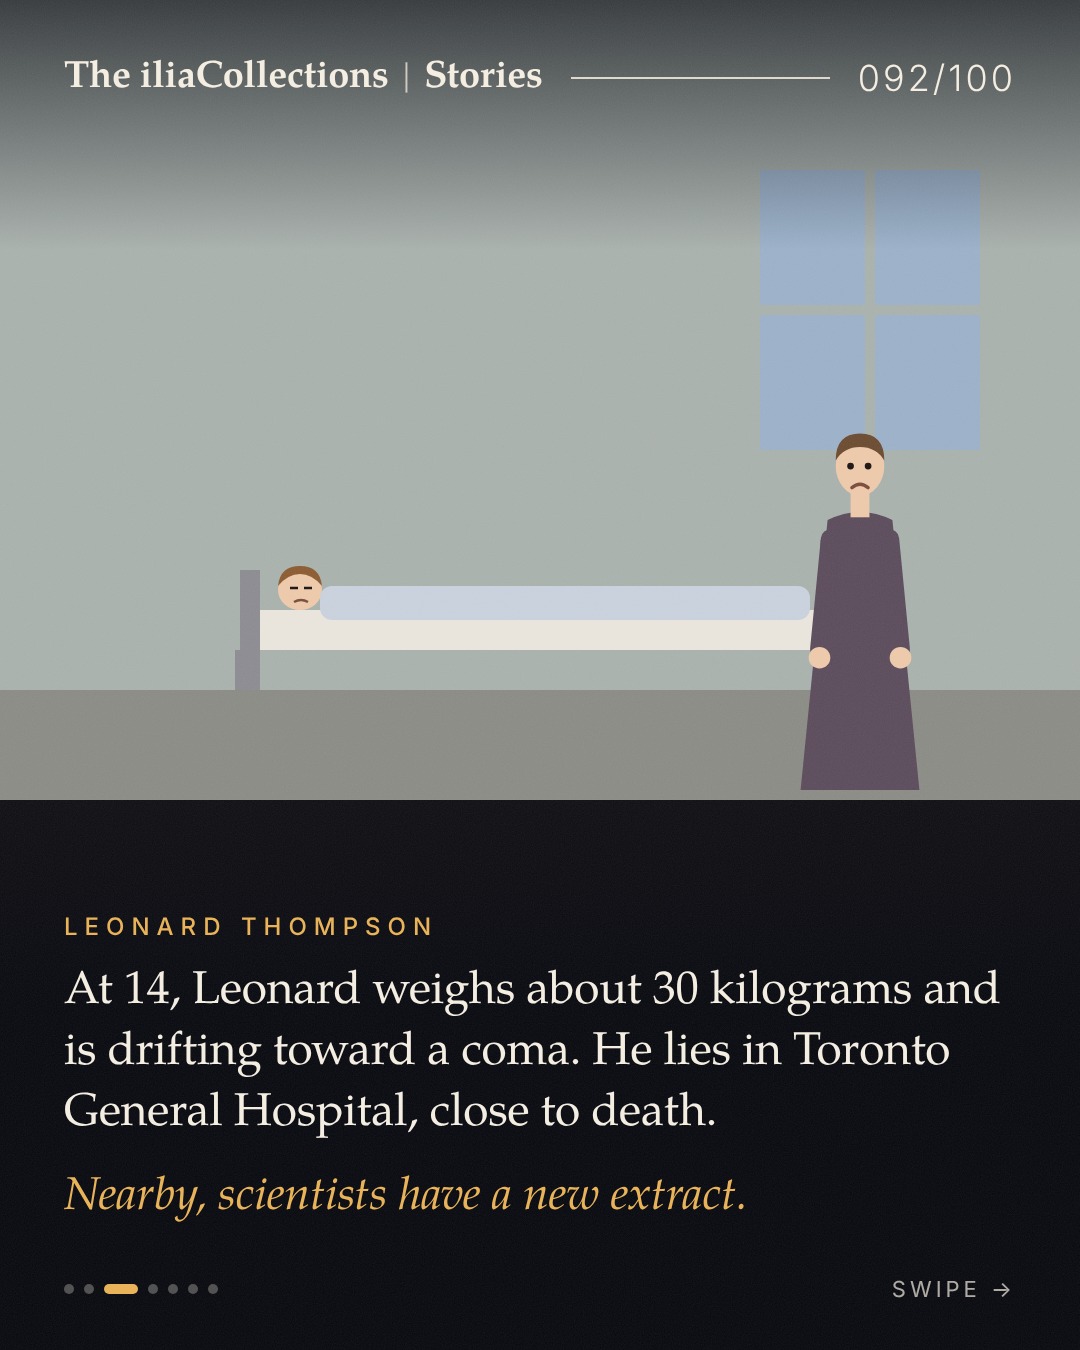 The iliaCollections | Stories
092/100
LEONARD THOMPSON
At 14, Leonard weighs about 30 kilograms and
is drifting toward a coma. He lies in Toronto
General Hospital, close to death.
Nearby, scientists have a new extract.
SWIPE →